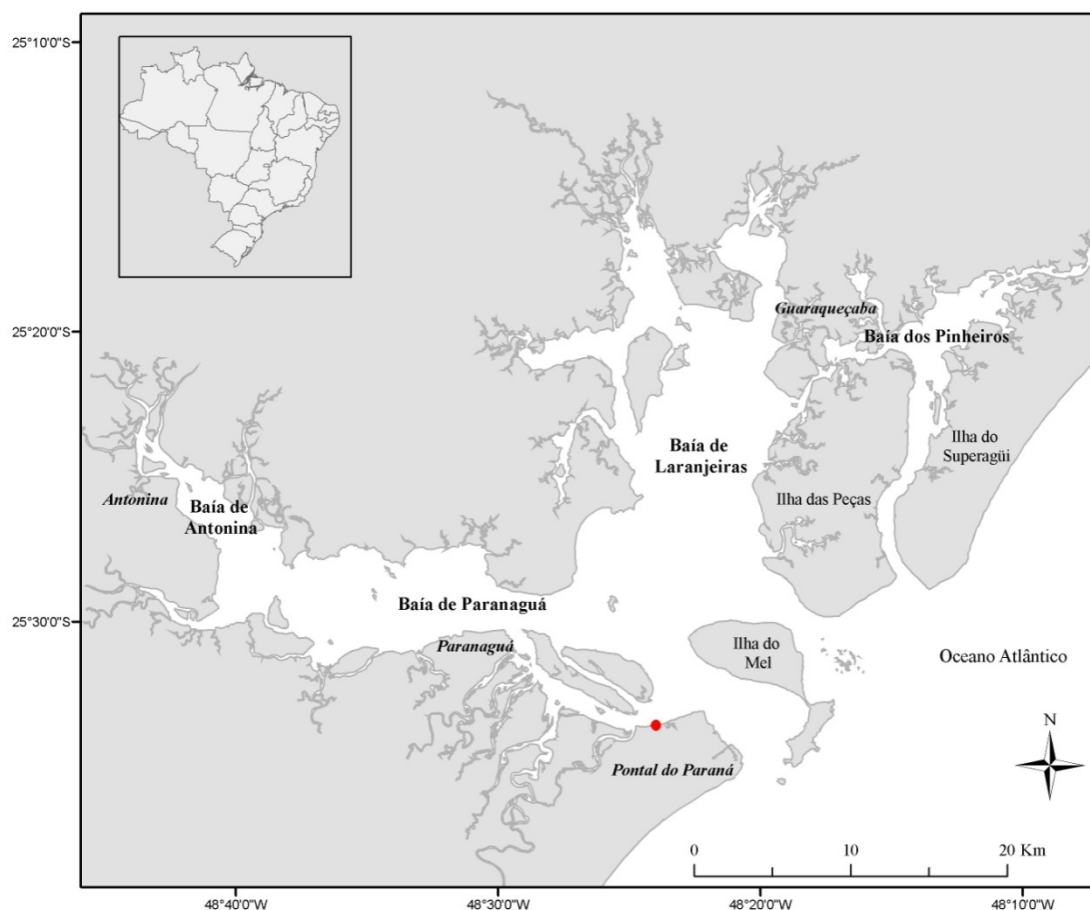 25°10'0"S
25°20'0"S
Guaraqueçaba
Baía dos Pinheiros
Baía de
Laranjeiras
Ilha do
Superagüi
Antonina
Baía de
Antonina
Ilha das Peças
25°30'0"S
Baía de Paranaguá
Paranaguá
Ilha do
Mel
Oceano Atlântico
N
Pontal do Paraná
0 10 20 Km
48°40'0"W 48°30'0"W 48°20'0"W 48°10'0"W